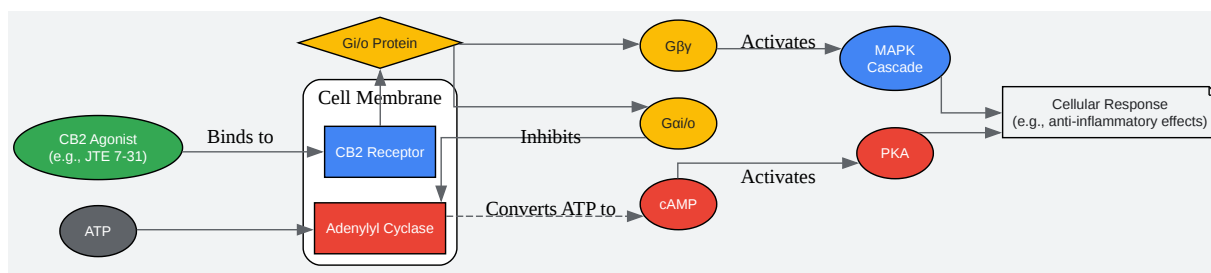 Gi/o Protein
Gβγ
Activates
MAPK
Cascade
Cell Membrane
Gαi/o
Cellular Response
(e.g., anti-inflammatory effects)
CB2 Agonist
(e.g., JTE 7-31)
Binds to
CB2 Receptor
Inhibits
PKA
Activates
ATP
Adenylyl Cyclase
Converts ATP to
cAMP